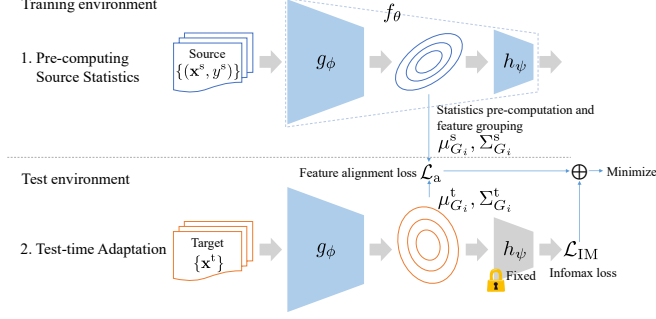 Training environment
f_θ
1. Pre-computing
Source Statistics
Source
{(x^s, y^s)}
g_ϕ
h_ψ
Statistics pre-computation and
feature grouping
μ^s_{G_i}, Σ^s_{G_i}
Feature alignment loss ℒ_a
⊕
Minimize
Test environment
μ^t_{G_i}, Σ^t_{G_i}
2. Test-time Adaptation
Target
{x^t}
g_ϕ
h_ψ
Fixed
ℒ_IM
Infomax loss